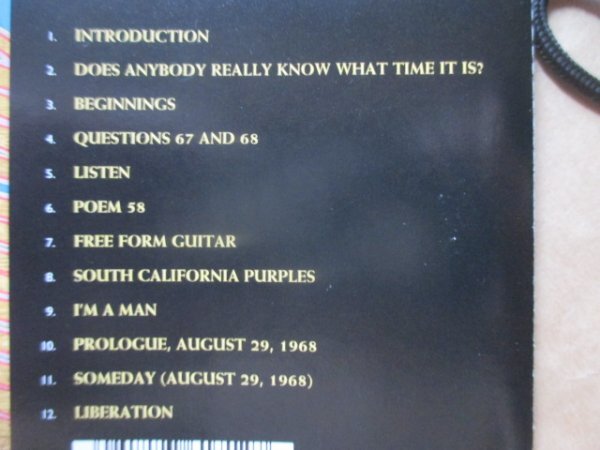 1. INTRODUCTION
2. DOES ANYBODY REALLY KNOW WHAT TIME IT IS?
3. BEGINNINGS
4. QUESTIONS 67 AND 68
5. LISTEN
6. POEM 58
7. FREE FORM GUITAR
8. SOUTH CALIFORNIA PURPLES
9. I'M A MAN
10. PROLOGUE, AUGUST 29, 1968
11. SOMEDAY (AUGUST 29, 1968)
12. LIBERATION